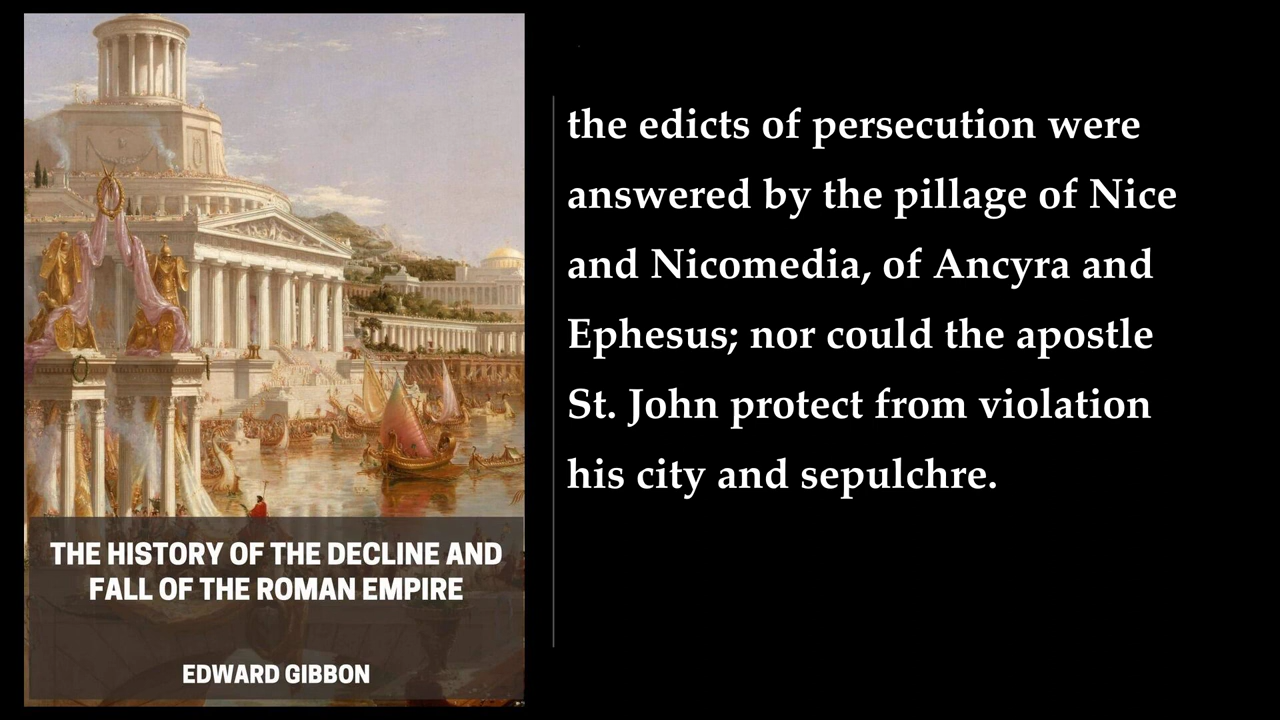 the edicts of persecution were
answered by the pillage of Nice
and Nicomedia, of Ancyra and
Ephesus; nor could the apostle
St. John protect from violation
his city and sepulchre.
THE HISTORY OF THE DECLINE AND
FALL OF THE ROMAN EMPIRE
EDWARD GIBBON